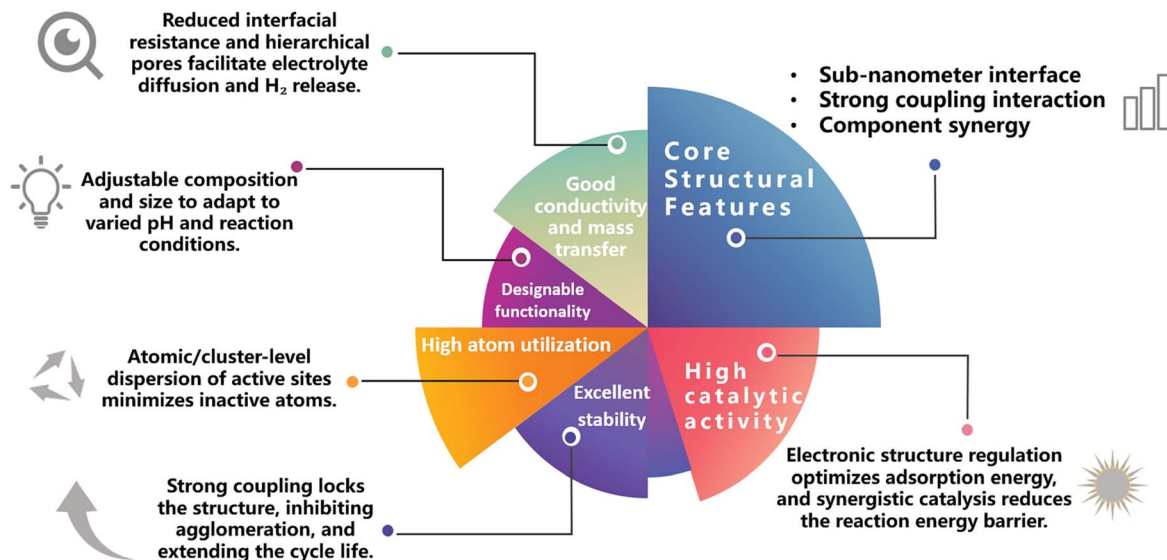 Reduced interfacial
resistance and hierarchical
pores facilitate electrolyte
diffusion and H₂ release.
• Sub-nanometer interface
• Strong coupling interaction
• Component synergy
Core
Structural
Features
Good
conductivity
and mass
transfer
Adjustable composition
and size to adapt to
varied pH and reaction
conditions.
Designable
functionality
High atom utilization
Atomic/cluster-level
dispersion of active sites
minimizes inactive atoms.
Excellent
stability
High
catalytic
activity
Strong coupling locks
the structure, inhibiting
agglomeration, and
extending the cycle life.
Electronic structure regulation
optimizes adsorption energy,
and synergistic catalysis reduces
the reaction energy barrier.